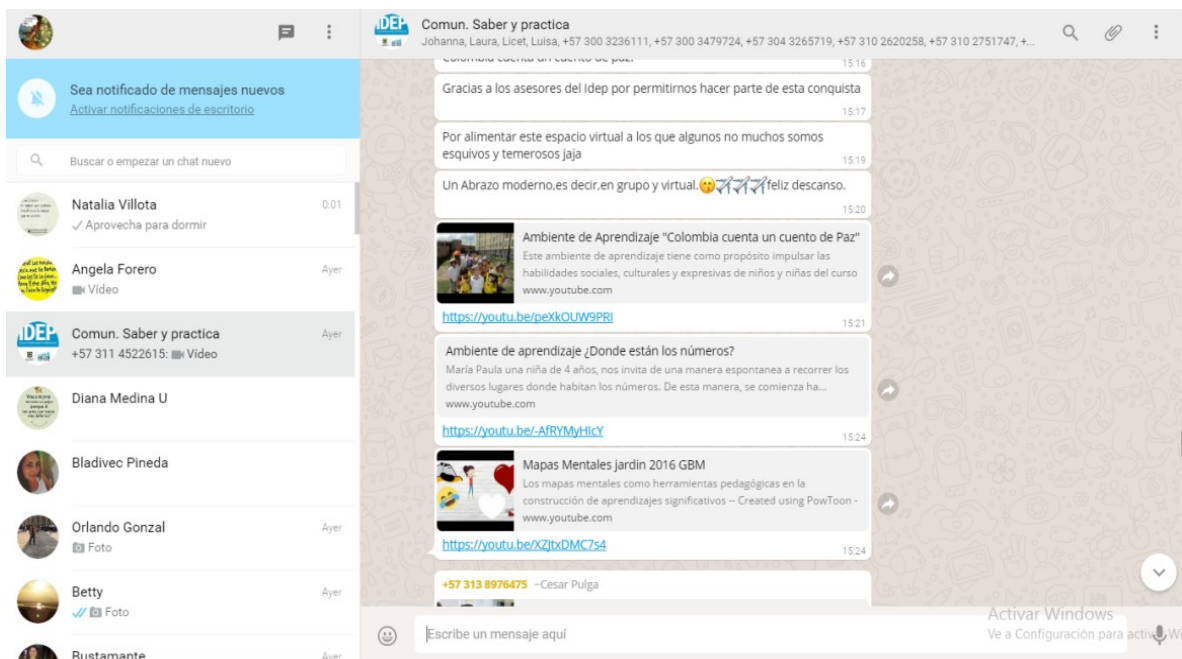 Sea notificado de mensajes nuevos
Activar notificaciones de escritorio
Buscar o empezar un chat nuevo
Natalia Villota
0:01
Aprovecha para dormir
Angela Forero
Ayer
Vídeo
IDEP
Comun. Saber y practica
Ayer
+57 311 4522615: Vídeo
Diana Medina U
Bladivec Pineda
Orlando Gonzal
Ayer
Foto
Betty
Ayer
Foto
Bustamante
Ayer
IDEP
Comun. Saber y practica
Johanna, Laura, Licet, Luisa, +57 300 3236111, +57 300 3479724, +57 304 3265719, +57 310 2620258, +57 310 2751747, +...
Colombia cuenta un cuento de paz.
15:16
Gracias a los asesores del Idep por permitirnos hacer parte de esta conquista
15:17
Por alimentar este espacio virtual a los que algunos no muchos somos
esquivos y temerosos jaja
15:19
Un Abrazo moderno,es decir,en grupo y virtual.😙✈✈✈feliz descanso.
15:20
Ambiente de Aprendizaje "Colombia cuenta un cuento de Paz"
Este ambiente de aprendizaje tiene como propósito impulsar las
habilidades sociales, culturales y expresivas de niños y niñas del curso
www.youtube.com
https://youtu.be/peXkOUW9PRI
15:21
Ambiente de aprendizaje ¿Donde están los números?
María Paula una niña de 4 años, nos invita de una manera espontanea a recorrer los
diversos lugares donde habitan los números. De esta manera, se comienza ha...
www.youtube.com
https://youtu.be/-AfRYMyHIcY
15:24
Mapas Mentales jardin 2016 GBM
Los mapas mentales como herramientas pedagógicas en la
construcción de aprendizajes significativos -- Created using PowToon -
www.youtube.com
https://youtu.be/XZJtxDMC7s4
15:24
+57 313 8976475 ~Cesar Pulga
Escribe un mensaje aquí
Activar Windows
Ve a Configuración para activ Wi